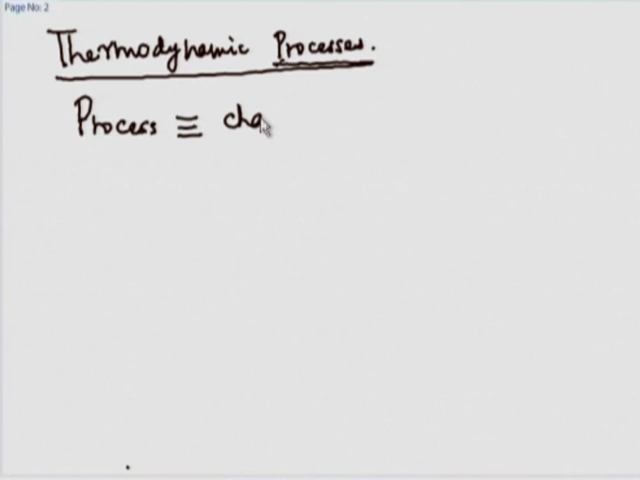 Page No: 2
Thermodynamic Processes.
Process ≡ cha